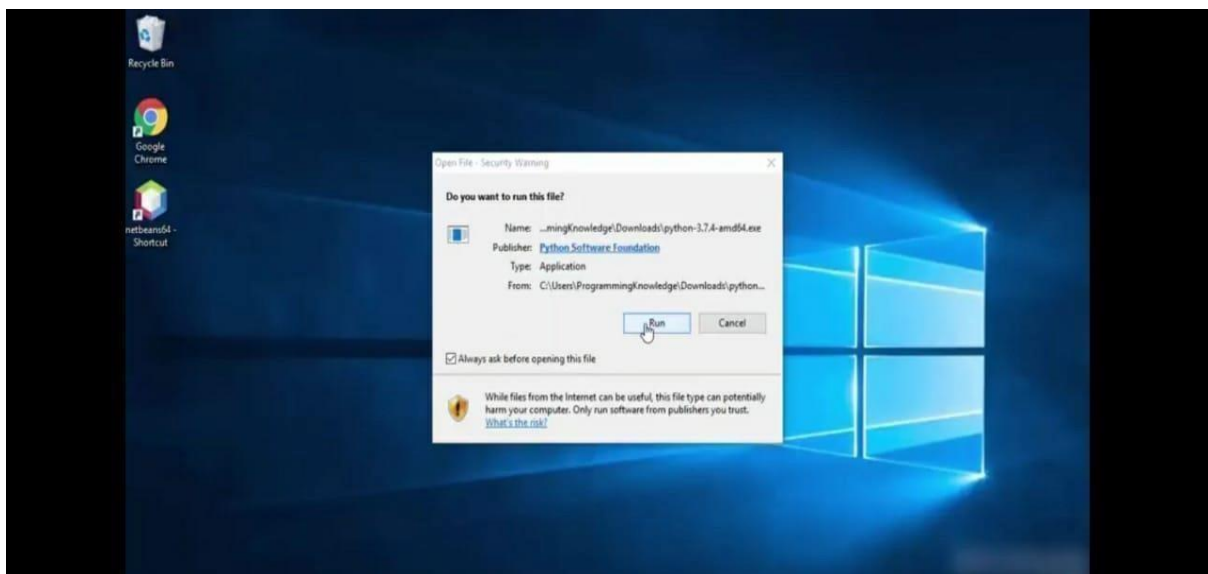 Recycle Bin
Google
Chrome
netbeans64 -
Shortcut
Open File - Security Warning
Do you want to run this file?
Name: ...mingKnowledge\Downloads\python-3.7.4-amd64.exe
Publisher: Python Software Foundation
Type: Application
From: C:\Users\ProgrammingKnowledge\Downloads\python...
Run Cancel
Always ask before opening this file
While files from the Internet can be useful, this file type can potentially
harm your computer. Only run software from publishers you trust.
What's the risk?